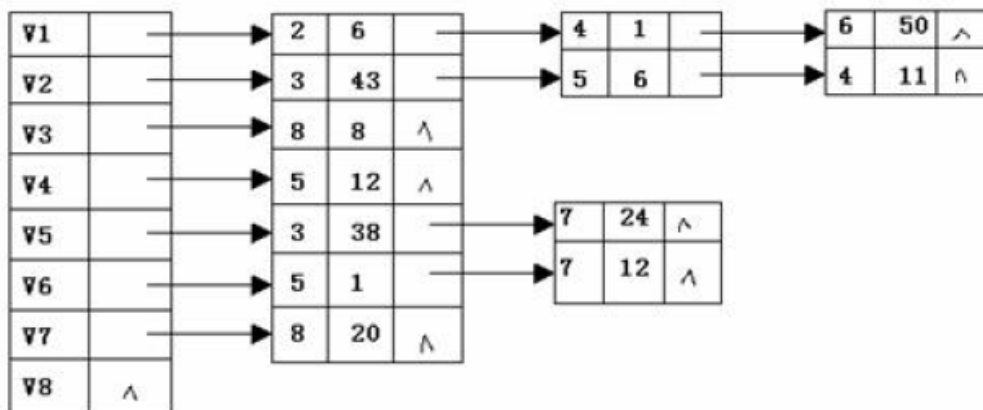 V1 2 6 4 1 6 50 ^
V2 3 43 5 6 4 11 ^
V3 8 8 ^
V4 5 12 ^
V5 3 38 7 24 ^
V6 5 1 7 12 ^
V7 8 20 ^
V8 ^